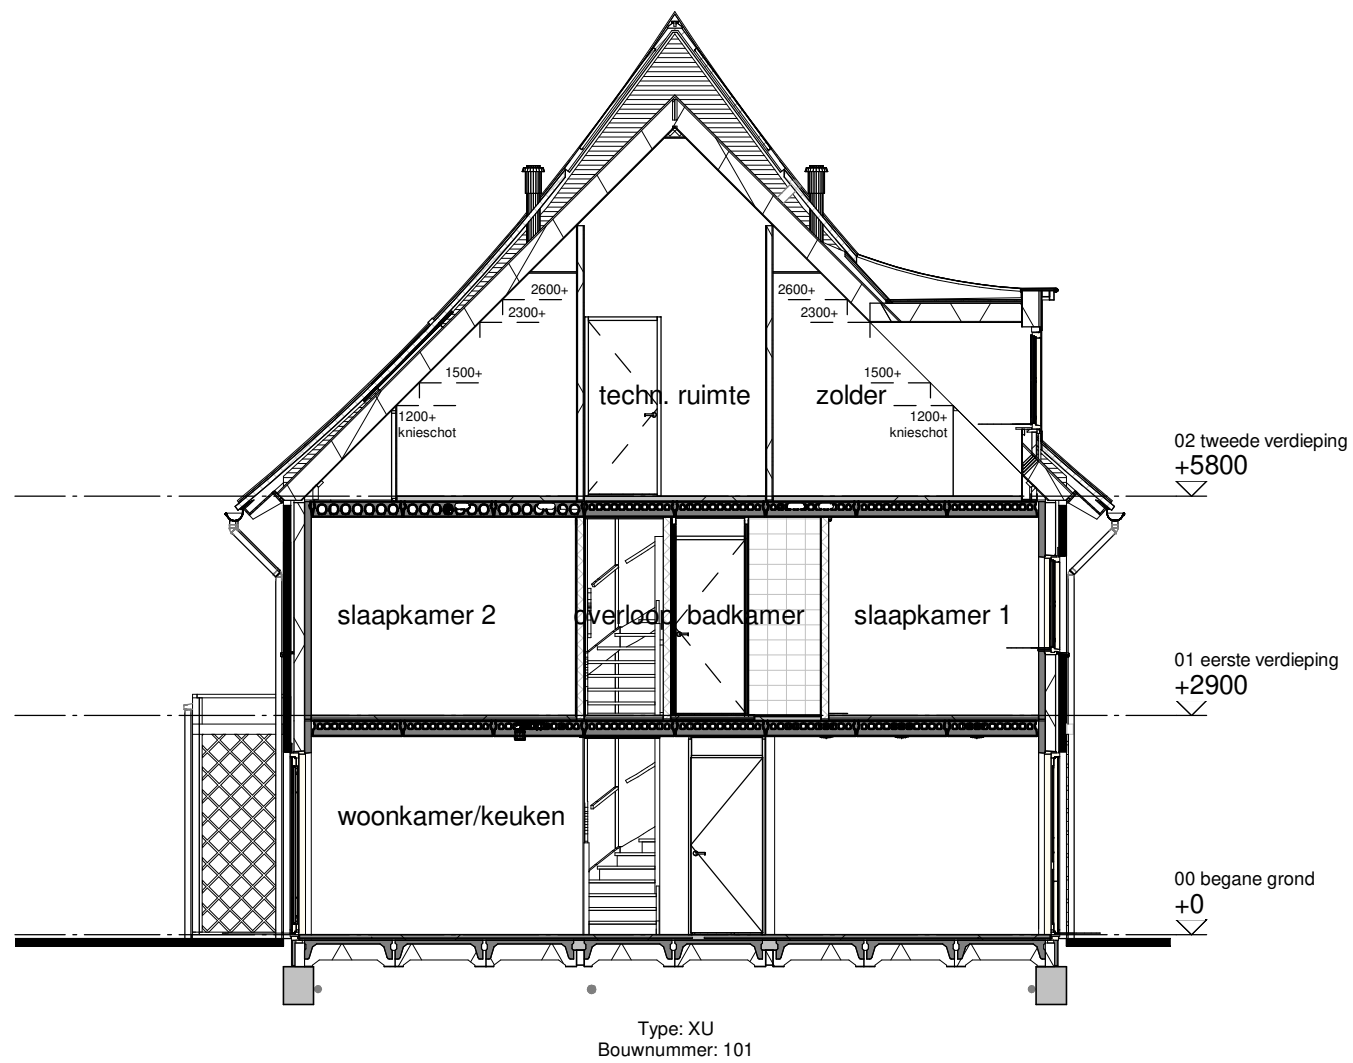 2600+
2300+
1500+
1200+
knieschot
techn. ruimte
zolder
2600+
2300+
1500+
1200+
knieschot
02 tweede verdieping
+5800
slaapkamer 2
overloop
badkamer
slaapkamer 1
01 eerste verdieping
+2900
woonkamer/keuken
00 begane grond
+0
Type: XU
Bouwnummer: 101